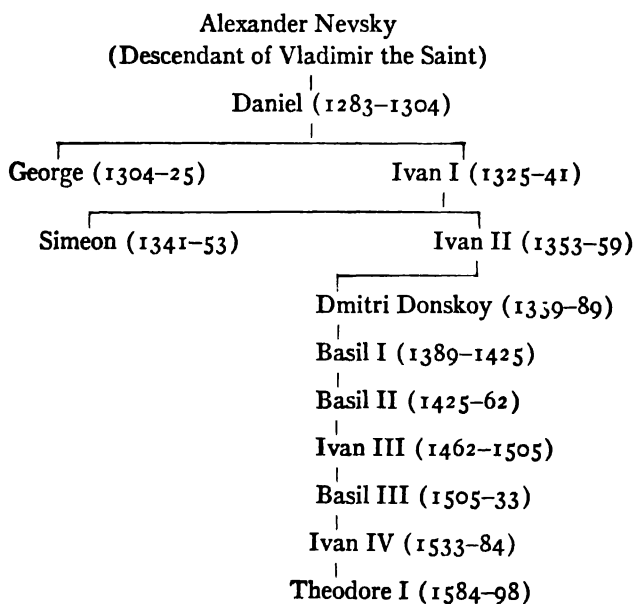 Alexander Nevsky
(Descendant of Vladimir the Saint)
Daniel (1283–1304)
George (1304–25) Ivan I (1325–41)
Simeon (1341–53) Ivan II (1353–59)
Dmitri Donskoy (1359–89)
Basil I (1389–1425)
Basil II (1425–62)
Ivan III (1462–1505)
Basil III (1505–33)
Ivan IV (1533–84)
Theodore I (1584–98)